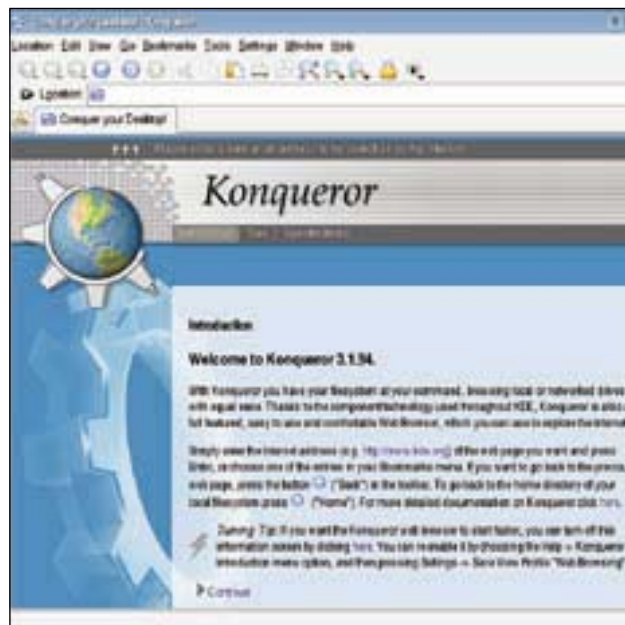 Location Edit View Go Bookmarks Tools Settings Window Help
Location
Conquer your Desktop!
Konqueror
Introduction
Welcome to Konqueror 3.1.94.
With Konqueror you have your filesystem at your command, browsing local or networked drives
with equal ease. Thanks to the component technology used throughout KDE, Konqueror is also a
full featured, easy to use and comfortable Web Browser, which you can use to explore the Internet
Simply enter the Internet address (e.g. http://www.kde.org) of the web page you want and press
Enter, or choose one of the entries in your Bookmarks menu. If you want to go back to the previous
web page, press the button ("Back") in the toolbar. To go back to the home directory of your
local filesystem press ("Home"). For more detailed documentation on Konqueror click here.
Tuning Tip: If you want the Konqueror web browser to start faster, you can turn off this
information screen by clicking here. You can re-enable it by choosing the Help -> Konqueror
Introduction menu option, and then pressing Settings -> Save View Profile "Web Browsing"
Continue